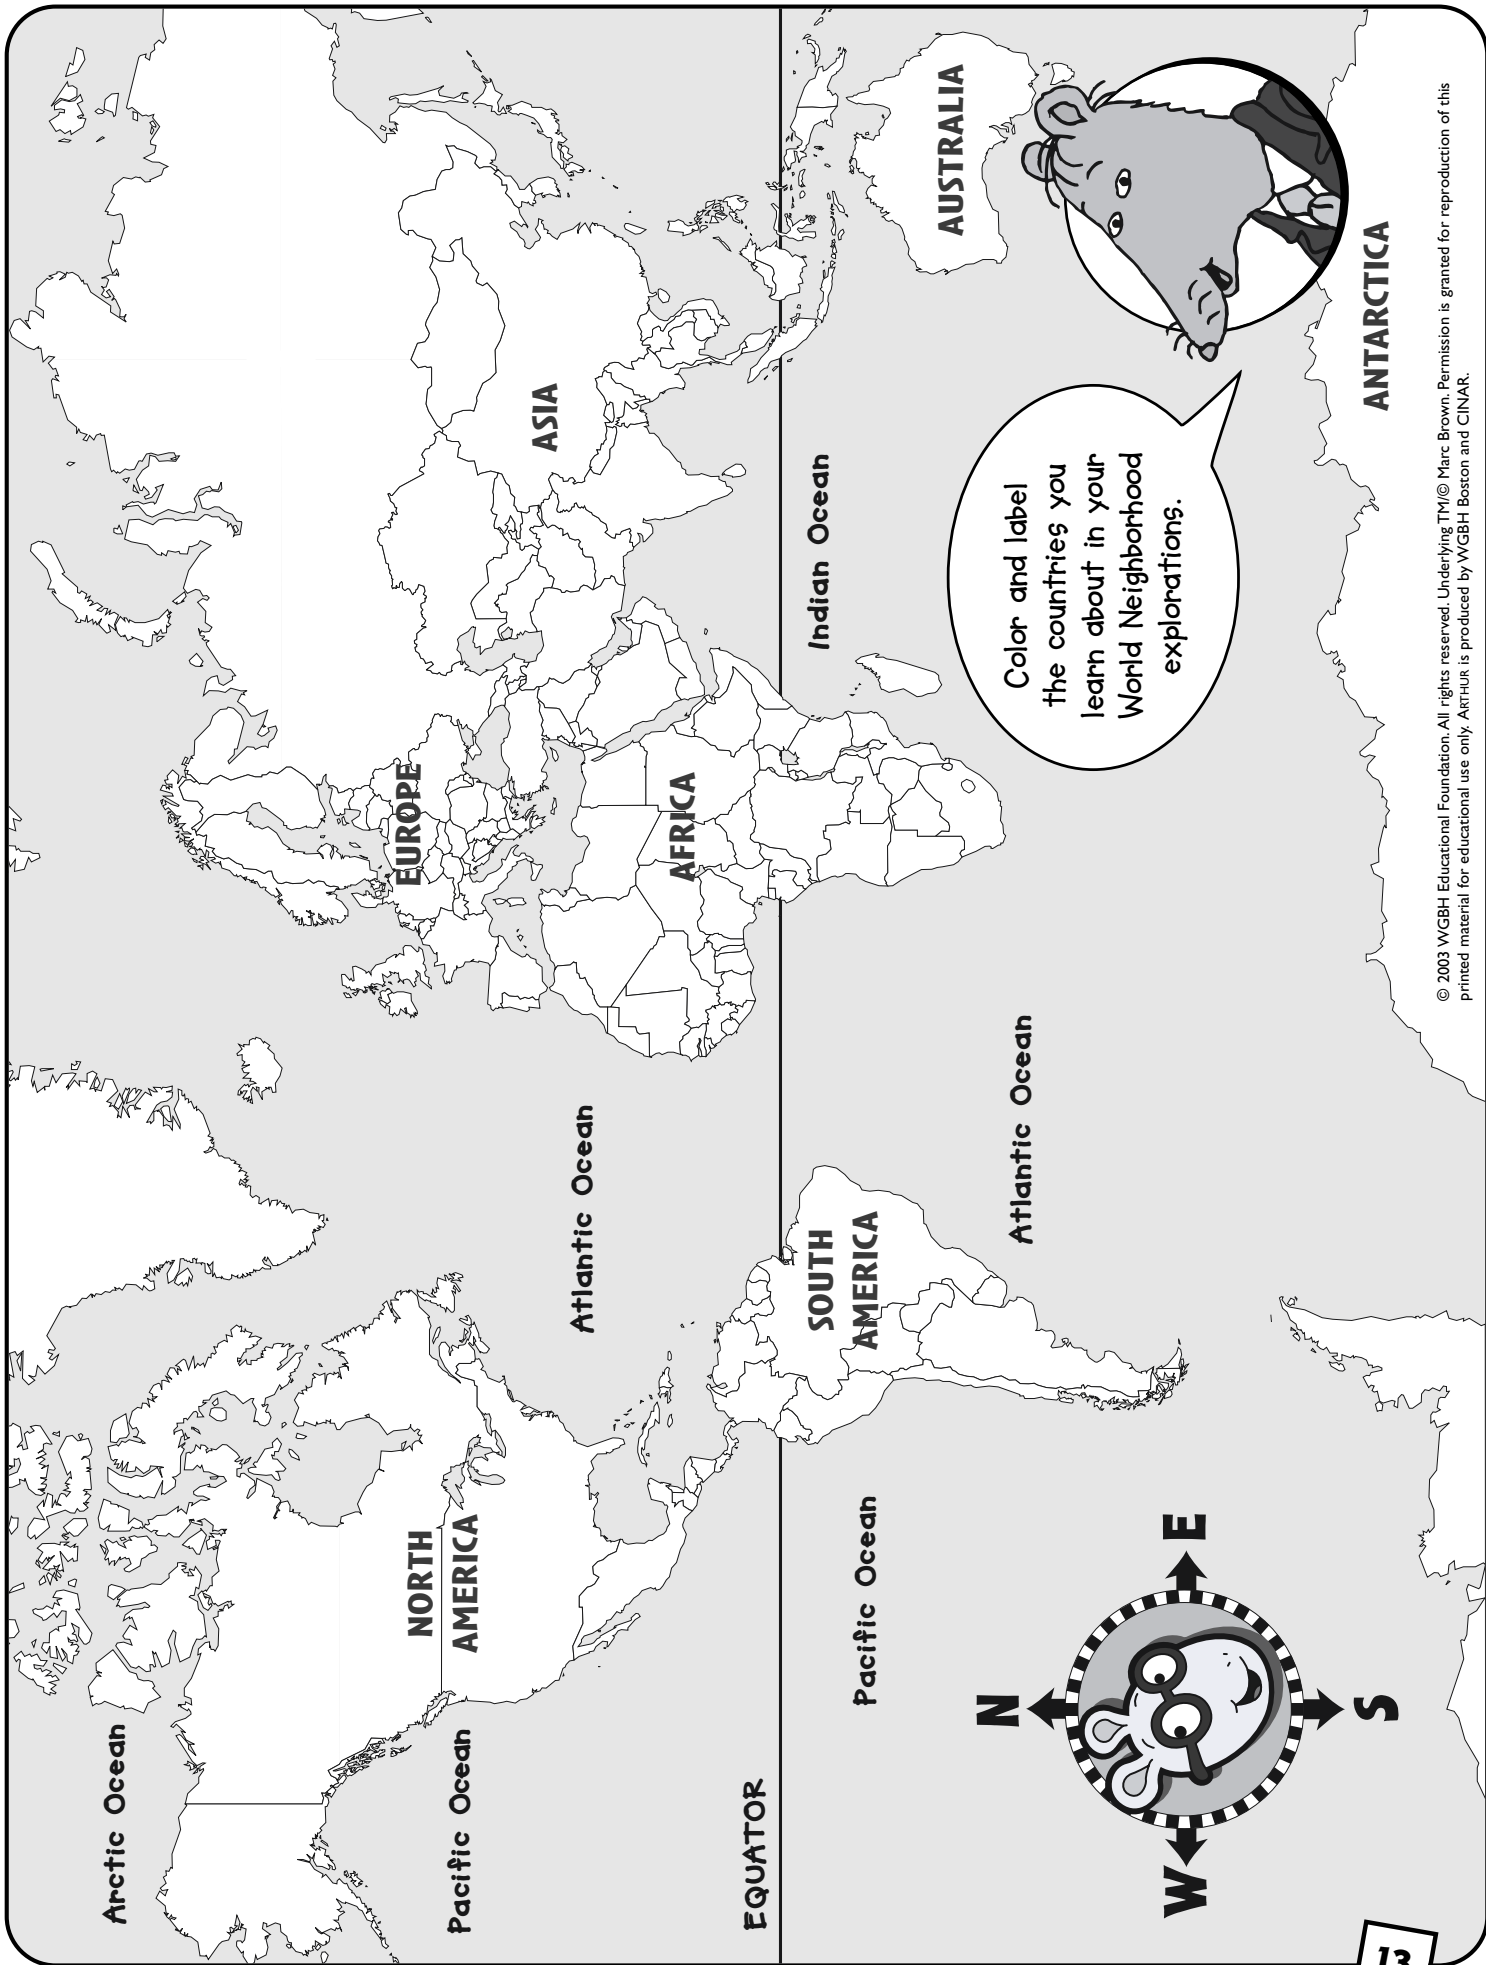 Arctic Ocean
NORTH
AMERICA
EUROPE
ASIA
Pacific Ocean
Atlantic Ocean
AFRICA
EQUATOR
Indian Ocean
SOUTH
AMERICA
Pacific Ocean
Atlantic Ocean
AUSTRALIA
Color and label
the countries you
learn about in your
World Neighborhood
explorations.
N
W
E
S
ANTARCTICA
© 2003 WGBH Educational Foundation. All rights reserved. Underlying TM/© Marc Brown. Permission is granted for reproduction of this
printed material for educational use only. ARTHUR is produced by WGBH Boston and CINAR.
13